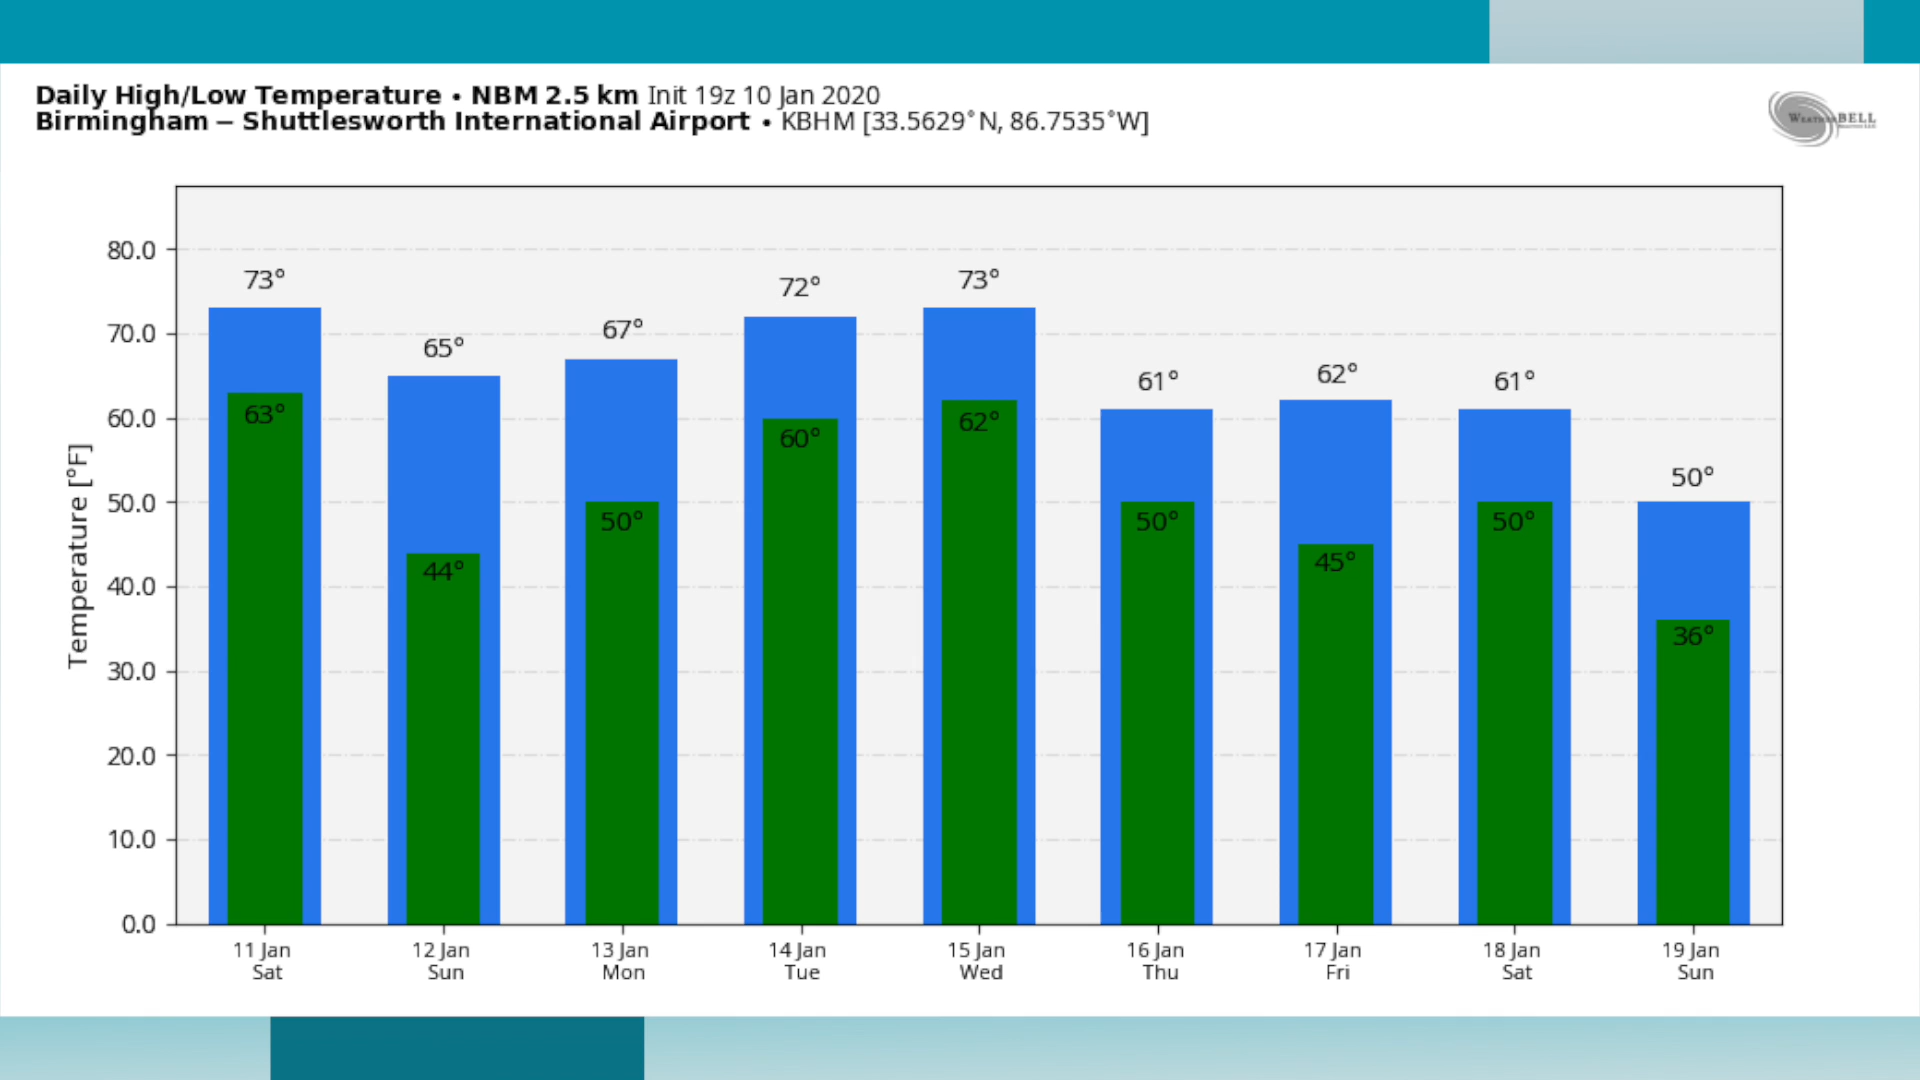 Daily High/Low Temperature • NBM 2.5 km Init 19z 10 Jan 2020
Birmingham – Shuttlesworth International Airport • KBHM [33.5629°N, 86.7535°W]
WEATHERBELL
Temperature [°F]
80.0
70.0
60.0
50.0
40.0
30.0
20.0
10.0
0.0
73° 65° 67° 72° 73° 61° 62° 61° 50°
63° 44° 50° 60° 62° 50° 45° 50° 36°
11 Jan 12 Jan 13 Jan 14 Jan 15 Jan 16 Jan 17 Jan 18 Jan 19 Jan
Sat Sun Mon Tue Wed Thu Fri Sat Sun